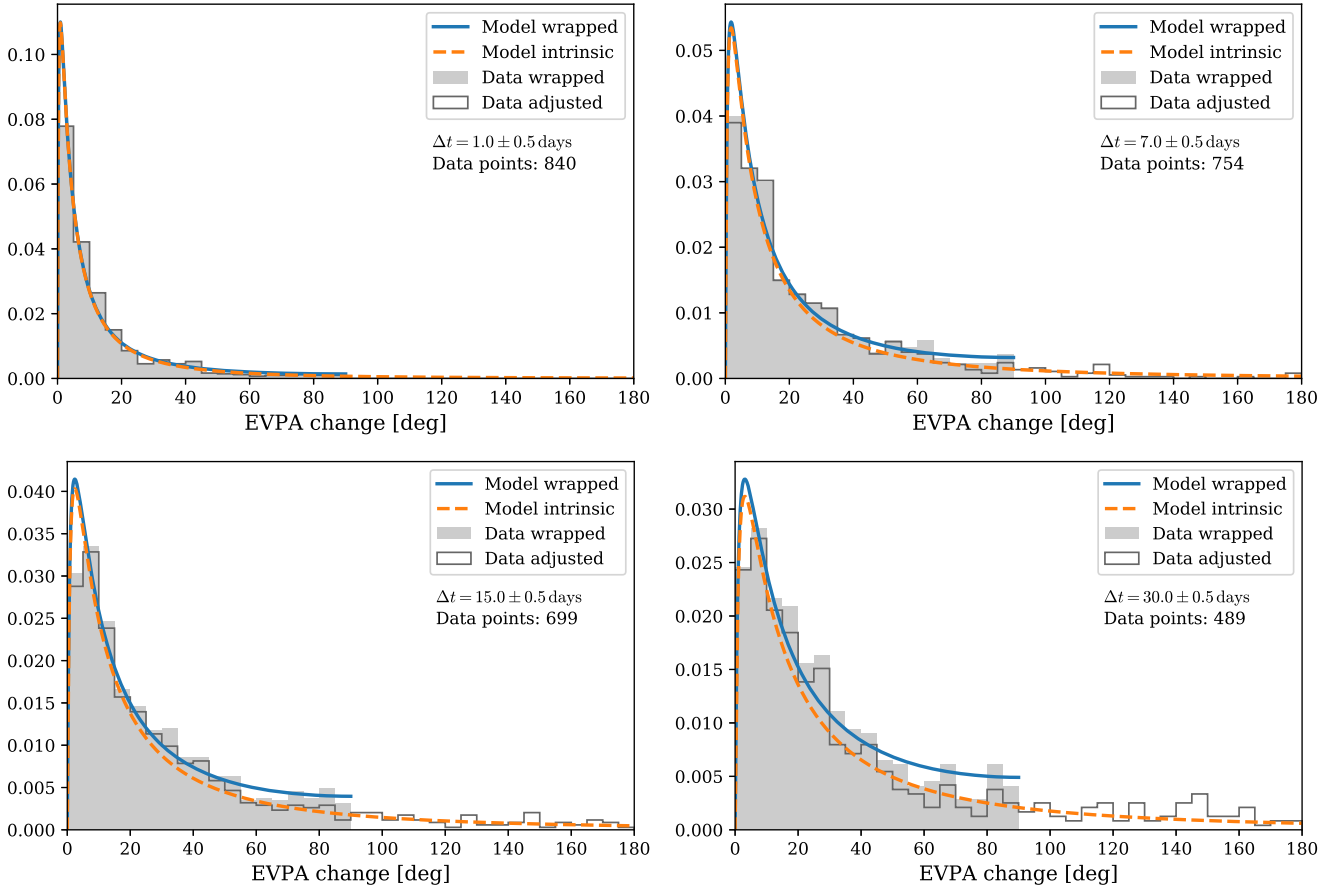 0.10
0.08
0.06
0.04
0.02
0.00
0 20 40 60 80 100 120 140 160 180
EVPA change [deg]
Model wrapped
Model intrinsic
Data wrapped
Data adjusted
Δt = 1.0 ± 0.5 days
Data points: 840
0.05
0.04
0.03
0.02
0.01
0.00
0 20 40 60 80 100 120 140 160 180
EVPA change [deg]
Model wrapped
Model intrinsic
Data wrapped
Data adjusted
Δt = 7.0 ± 0.5 days
Data points: 754
0.040
0.035
0.030
0.025
0.020
0.015
0.010
0.005
0.000
0 20 40 60 80 100 120 140 160 180
EVPA change [deg]
Model wrapped
Model intrinsic
Data wrapped
Data adjusted
Δt = 15.0 ± 0.5 days
Data points: 699
0.030
0.025
0.020
0.015
0.010
0.005
0.000
0 20 40 60 80 100 120 140 160 180
EVPA change [deg]
Model wrapped
Model intrinsic
Data wrapped
Data adjusted
Δt = 30.0 ± 0.5 days
Data points: 489